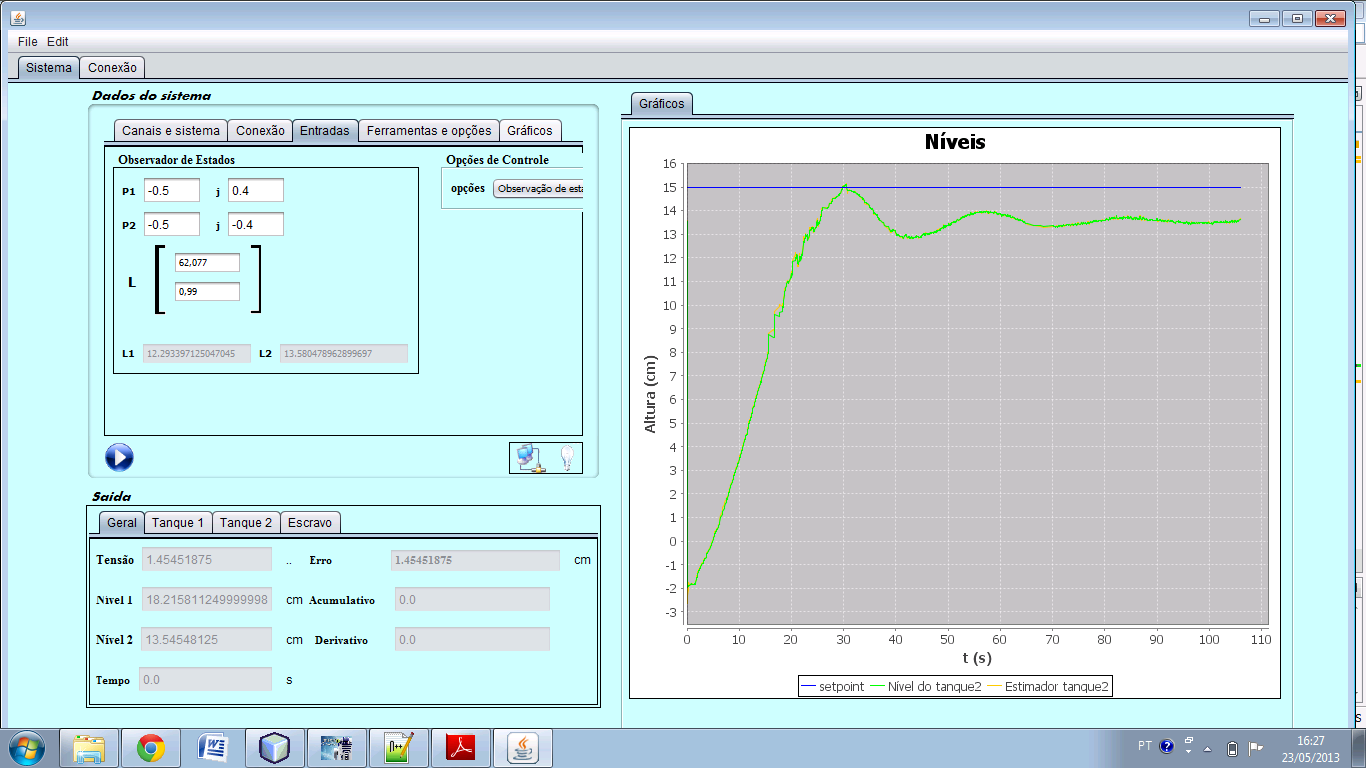 File Edit
Sistema Conexão
Dados do sistema
Canais e sistema Conexão Entradas Ferramentas e opções Gráficos
Observador de Estados
P1 -0.5 j 0.4
P2 -0.5 j -0.4
L
62,077
0,99
L1 12.293397125047045 L2 13.580478962899697
Opções de Controle
opções Observação de esta
Saida
Geral Tanque 1 Tanque 2 Escravo
Tensão 1.45451875 .. Erro 1.45451875 cm
Nivel 1 18.215811249999998 cm Acumulativo 0.0
Nível 2 13.54548125 cm Derivativo 0.0
Tempo 0.0 s
Gráficos
Níveis
Altura (cm)
16
15
14
13
12
11
10
9
8
7
6
5
4
3
2
1
0
-1
-2
-3
0 10 20 30 40 50 60 70 80 90 100 110
t (s)
setpoint Nível do tanque2 Estimador tanque2
PT 16:27
23/05/2013